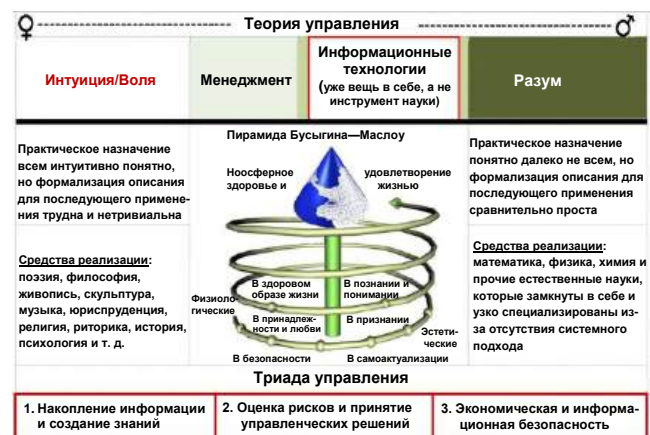 Теория управления
Интуиция/Воля
Менеджмент
Информационные
технологии
(уже вещь в себе, а не
инструмент науки)
Разум
Практическое назначение
всем интуитивно понятно,
но формализация описания
для последующего примене-
ния трудна и нетривиальна
Средства реализации:
поэзия, философия,
живопись, скульптура,
музыка, юриспруденция,
религия, риторика, история,
психология и т. д.
Пирамида Бусыгина—Маслоу
Ноосферное
здоровье и
удовлетворение
жизнью
В здоровом
образе жизни
В познании и
понимании
Физиоло-
гические
В принадлеж-
ности и любви
В признании
Эстети-
ческие
В безопасности
В самоактуализации
Практическое назначение
понятно далеко не всем, но
формализация описания для
последующего применения
сравнительно проста
Средства реализации:
математика, физика, химия и
прочие естественные науки,
которые замкнуты в себе и
узко специализированы из-
за отсутствия системного
подхода
Триада управления
1. Накопление информации
и создание знаний
2. Оценка рисков и принятие
управленческих решений
3. Экономическая и информа-
ционная безопасность